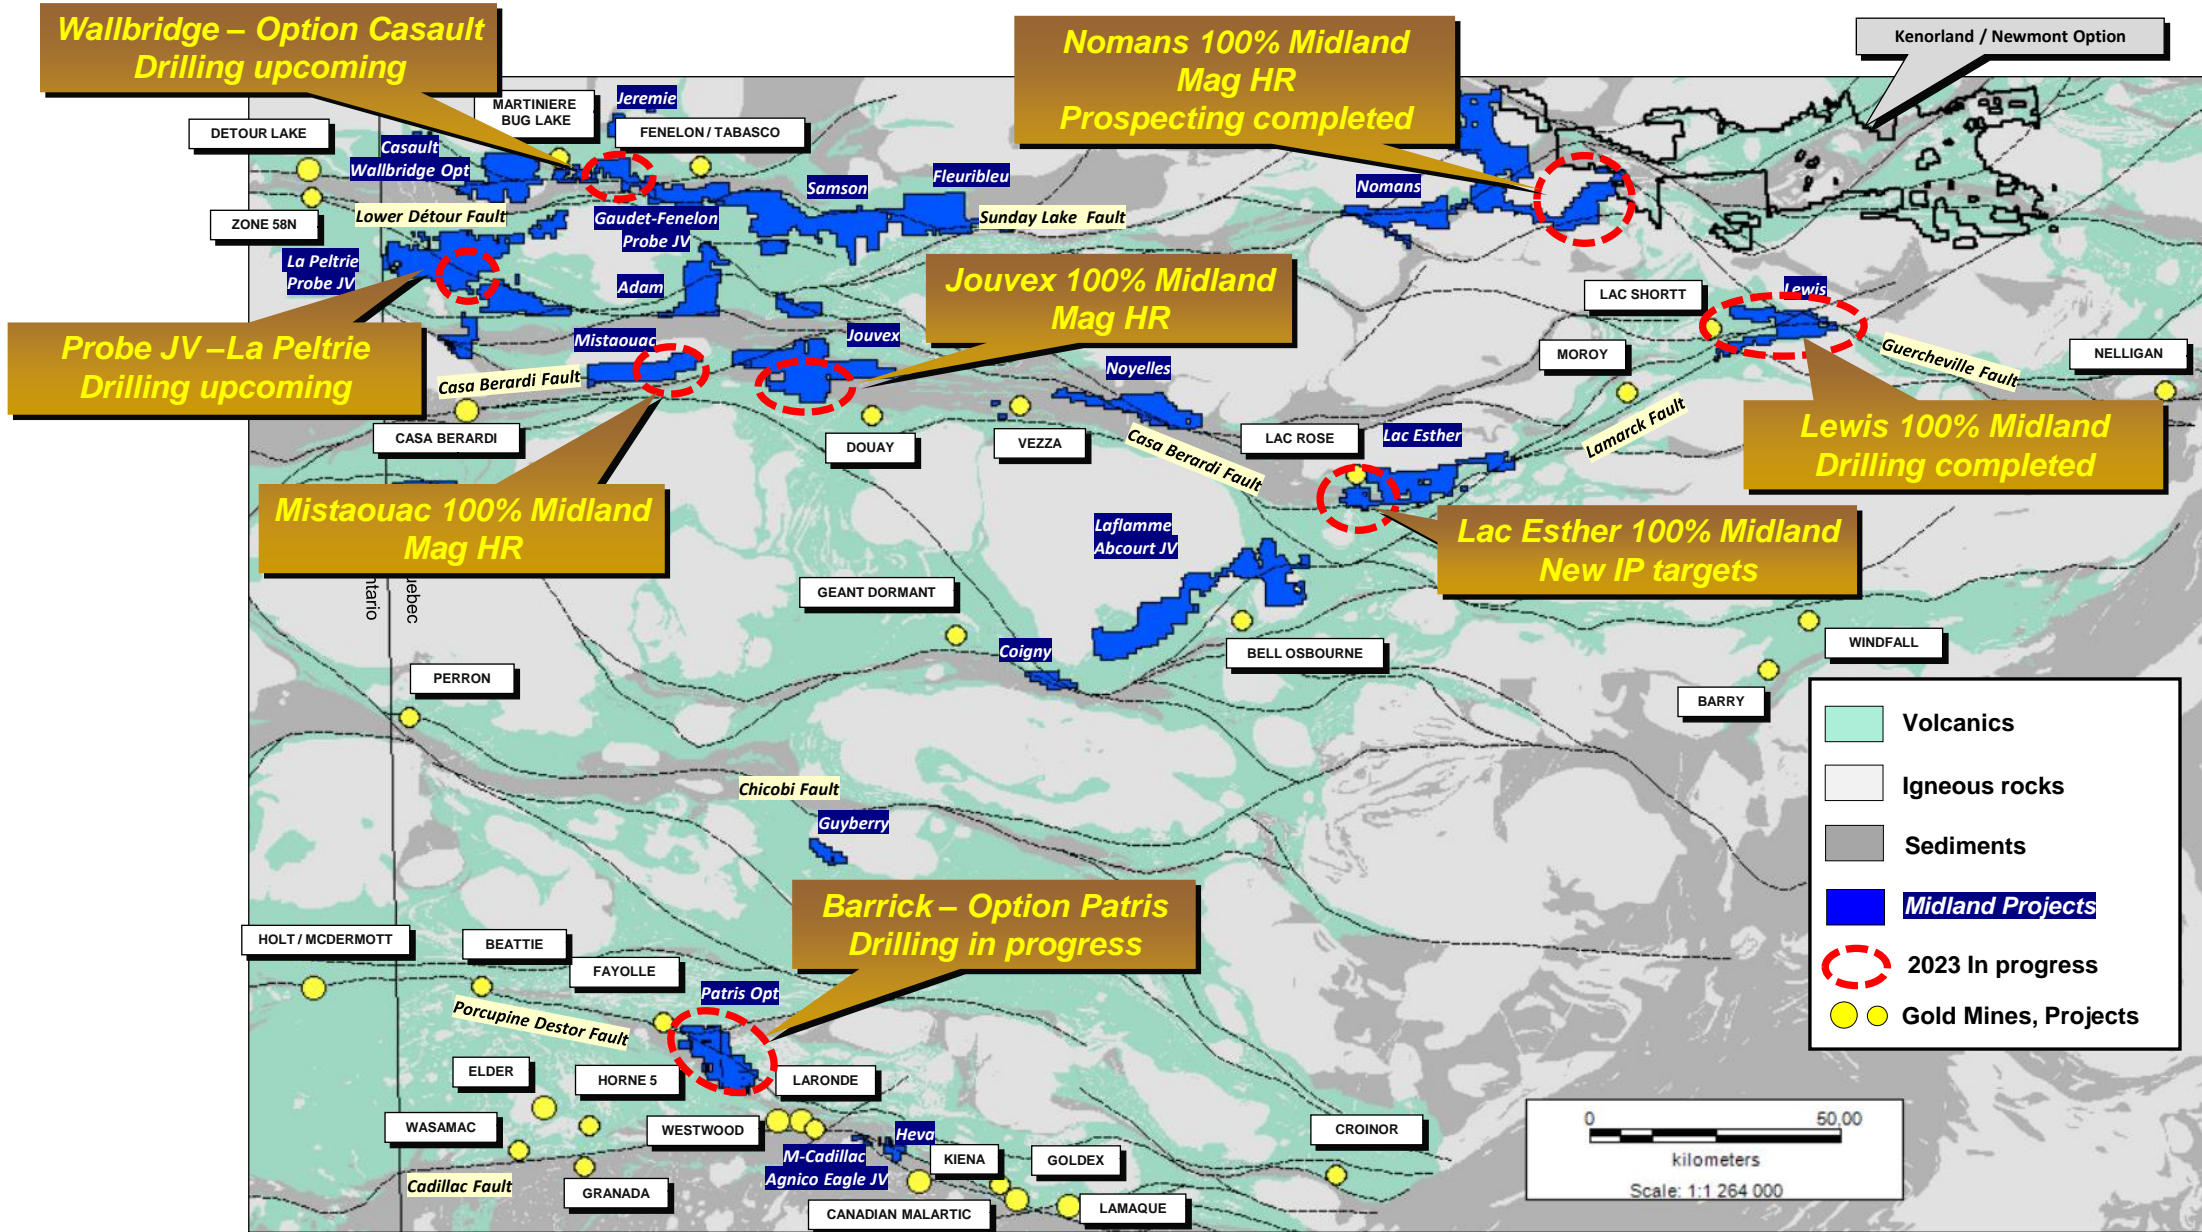 Wallbridge – Option Casault
Drilling upcoming
Nomans 100% Midland
Mag HR
Prospecting completed
Kenorland / Newmont Option
MARTINIERE
BUG LAKE
Jeremie
DETOUR LAKE
FENELON / TABASCO
Casault
Wallbridge Opt
Samson
Fleuribleu
Nomans
ZONE 58N
Lower Détour Fault
Gaudet-Fenelon
Probe JV
Sunday Lake Fault
La Peltrie
Probe JV
Adam
Jouvex 100% Midland
Mag HR
LAC SHORTT
Lewis
Probe JV –La Peltrie
Drilling upcoming
Mistaouac
Jouvex
MOROY
Guercheville Fault
NELLIGAN
Casa Berardi Fault
Noyelles
CASA BERARDI
DOUAY
VEZZA
Casa Berardi Fault
LAC ROSE
Lac Esther
Lamarck Fault
Lewis 100% Midland
Drilling completed
Mistaouac 100% Midland
Mag HR
Laflamme
Abcourt JV
Lac Esther 100% Midland
New IP targets
ntario
uebec
GEANT DORMANT
Coigny
BELL OSBOURNE
WINDFALL
PERRON
BARRY
Volcanics
Igneous rocks
Sediments
Midland Projects
2023 In progress
Gold Mines, Projects
Chicobi Fault
Guyberry
Barrick – Option Patris
Drilling in progress
HOLT / MCDERMOTT
BEATTIE
FAYOLLE
Patris Opt
Porcupine Destor Fault
ELDER
HORNE 5
LARONDE
WASAMAC
WESTWOOD
Heva
CROINOR
M-Cadillac
Agnico Eagle JV
KIENA
GOLDEX
Cadillac Fault
GRANADA
CANADIAN MALARTIC
LAMAQUE
0 50,00
kilometers
Scale: 1:1 264 000